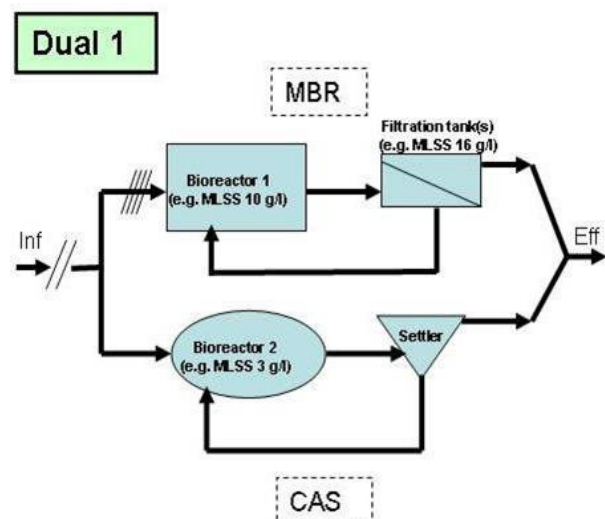 Dual 1
MBR
Filtration tank(s)
(e.g. MLSS 16 g/l)
Bioreactor 1
(e.g. MLSS 10 g/l)
Inf
Eff
Bioreactor 2
(e.g. MLSS 3 g/l)
Settler
CAS